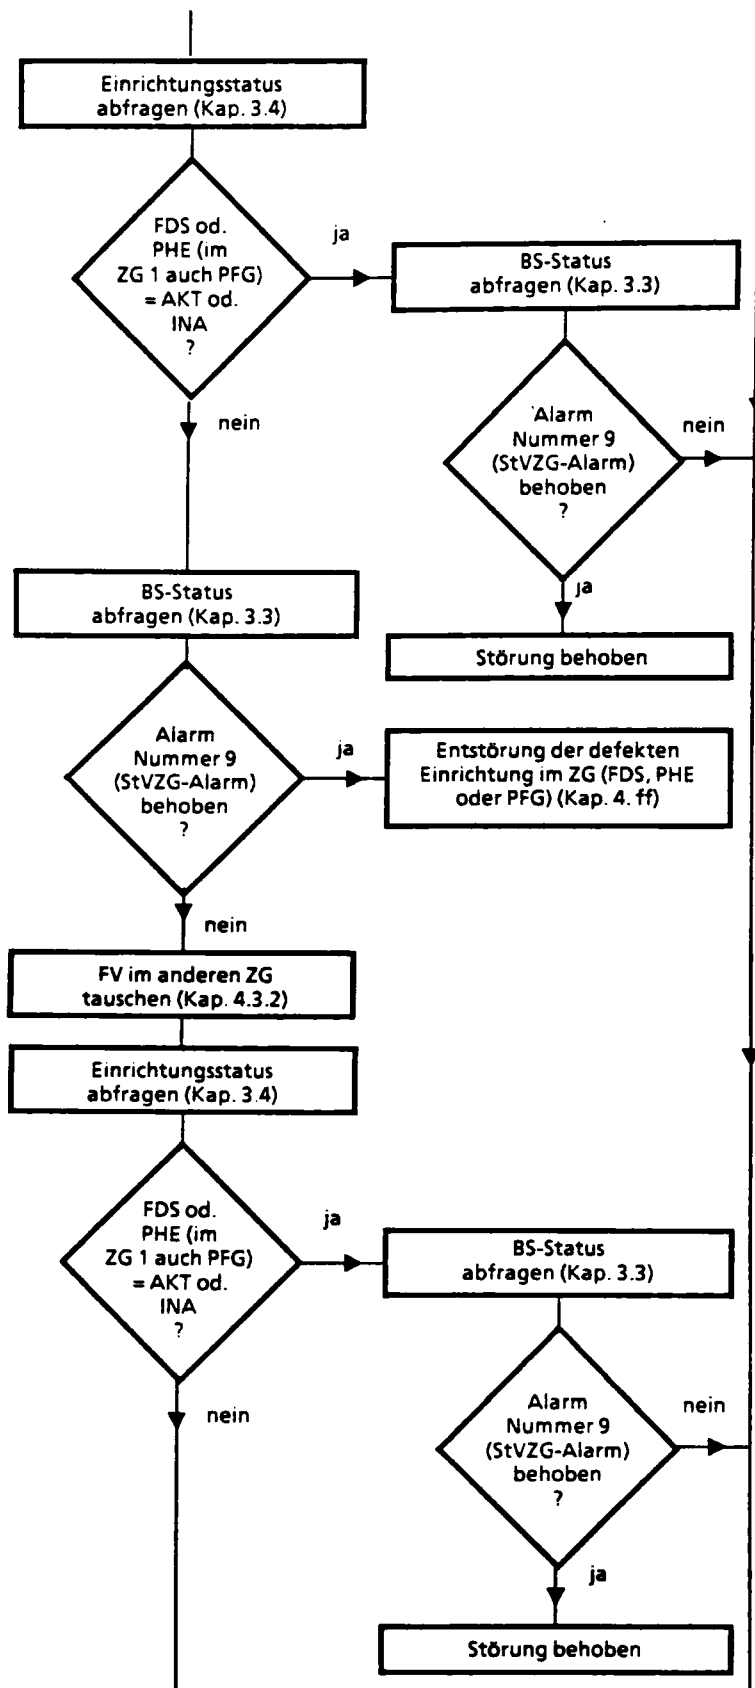 Einrichtungsstatus
abfragen (Kap. 3.4)
FDS od.
PHE (im
ZG 1 auch PFG)
= AKT od.
INA
?
ja
BS-Status
abfragen (Kap. 3.3)
nein
Alarm
Nummer 9
(StVZG-Alarm)
behoben
?
nein
ja
Störung behoben
BS-Status
abfragen (Kap. 3.3)
Alarm
Nummer 9
(StVZG-Alarm)
behoben
?
ja
Entstörung der defekten
Einrichtung im ZG (FDS, PHE
oder PFG) (Kap. 4. ff)
nein
FV im anderen ZG
tauschen (Kap. 4.3.2)
Einrichtungsstatus
abfragen (Kap. 3.4)
FDS od.
PHE (im
ZG 1 auch PFG)
= AKT od.
INA
?
ja
BS-Status
abfragen (Kap. 3.3)
nein
Alarm
Nummer 9
(StVZG-Alarm)
behoben
?
nein
ja
Störung behoben